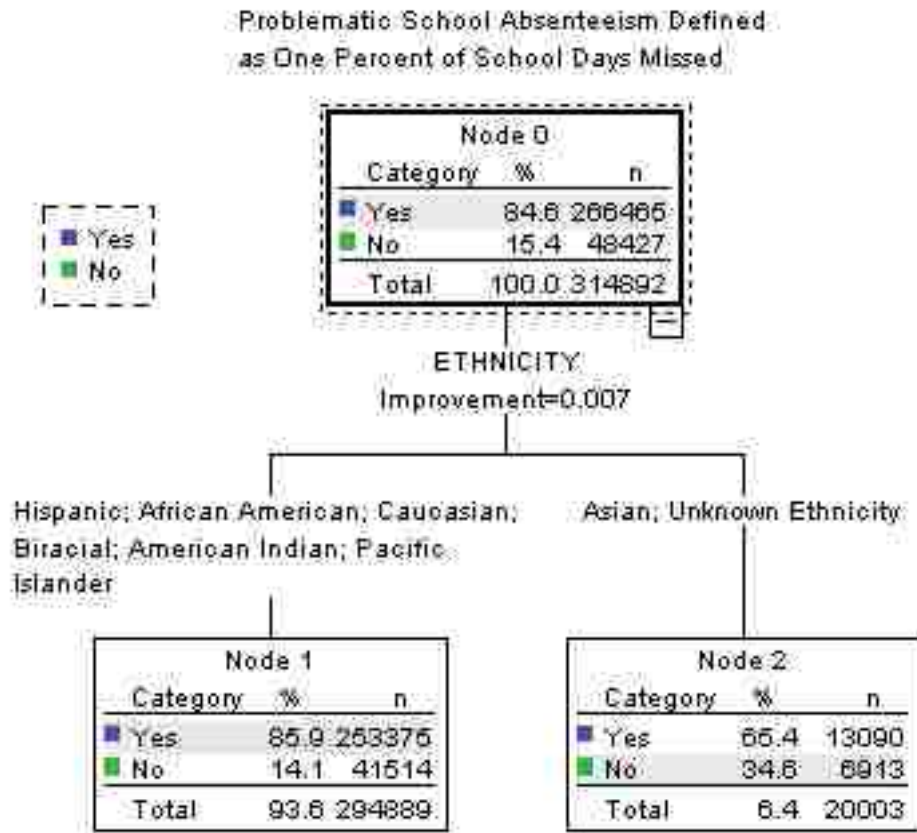 Problematic School Absenteeism Defined
as One Percent of School Days Missed
Node 0
Category % n
Yes 84.6 266465
No 15.4 48427
Total 100.0 314892
Yes
No
ETHNICITY
Improvement=0.007
Hispanic; African American; Caucasian;
Biracial; American Indian; Pacific
Islander
Asian; Unknown Ethnicity
Node 1
Category % n
Yes 85.9 253375
No 14.1 41514
Total 93.6 294889
Node 2
Category % n
Yes 65.4 13090
No 34.6 6913
Total 6.4 20003